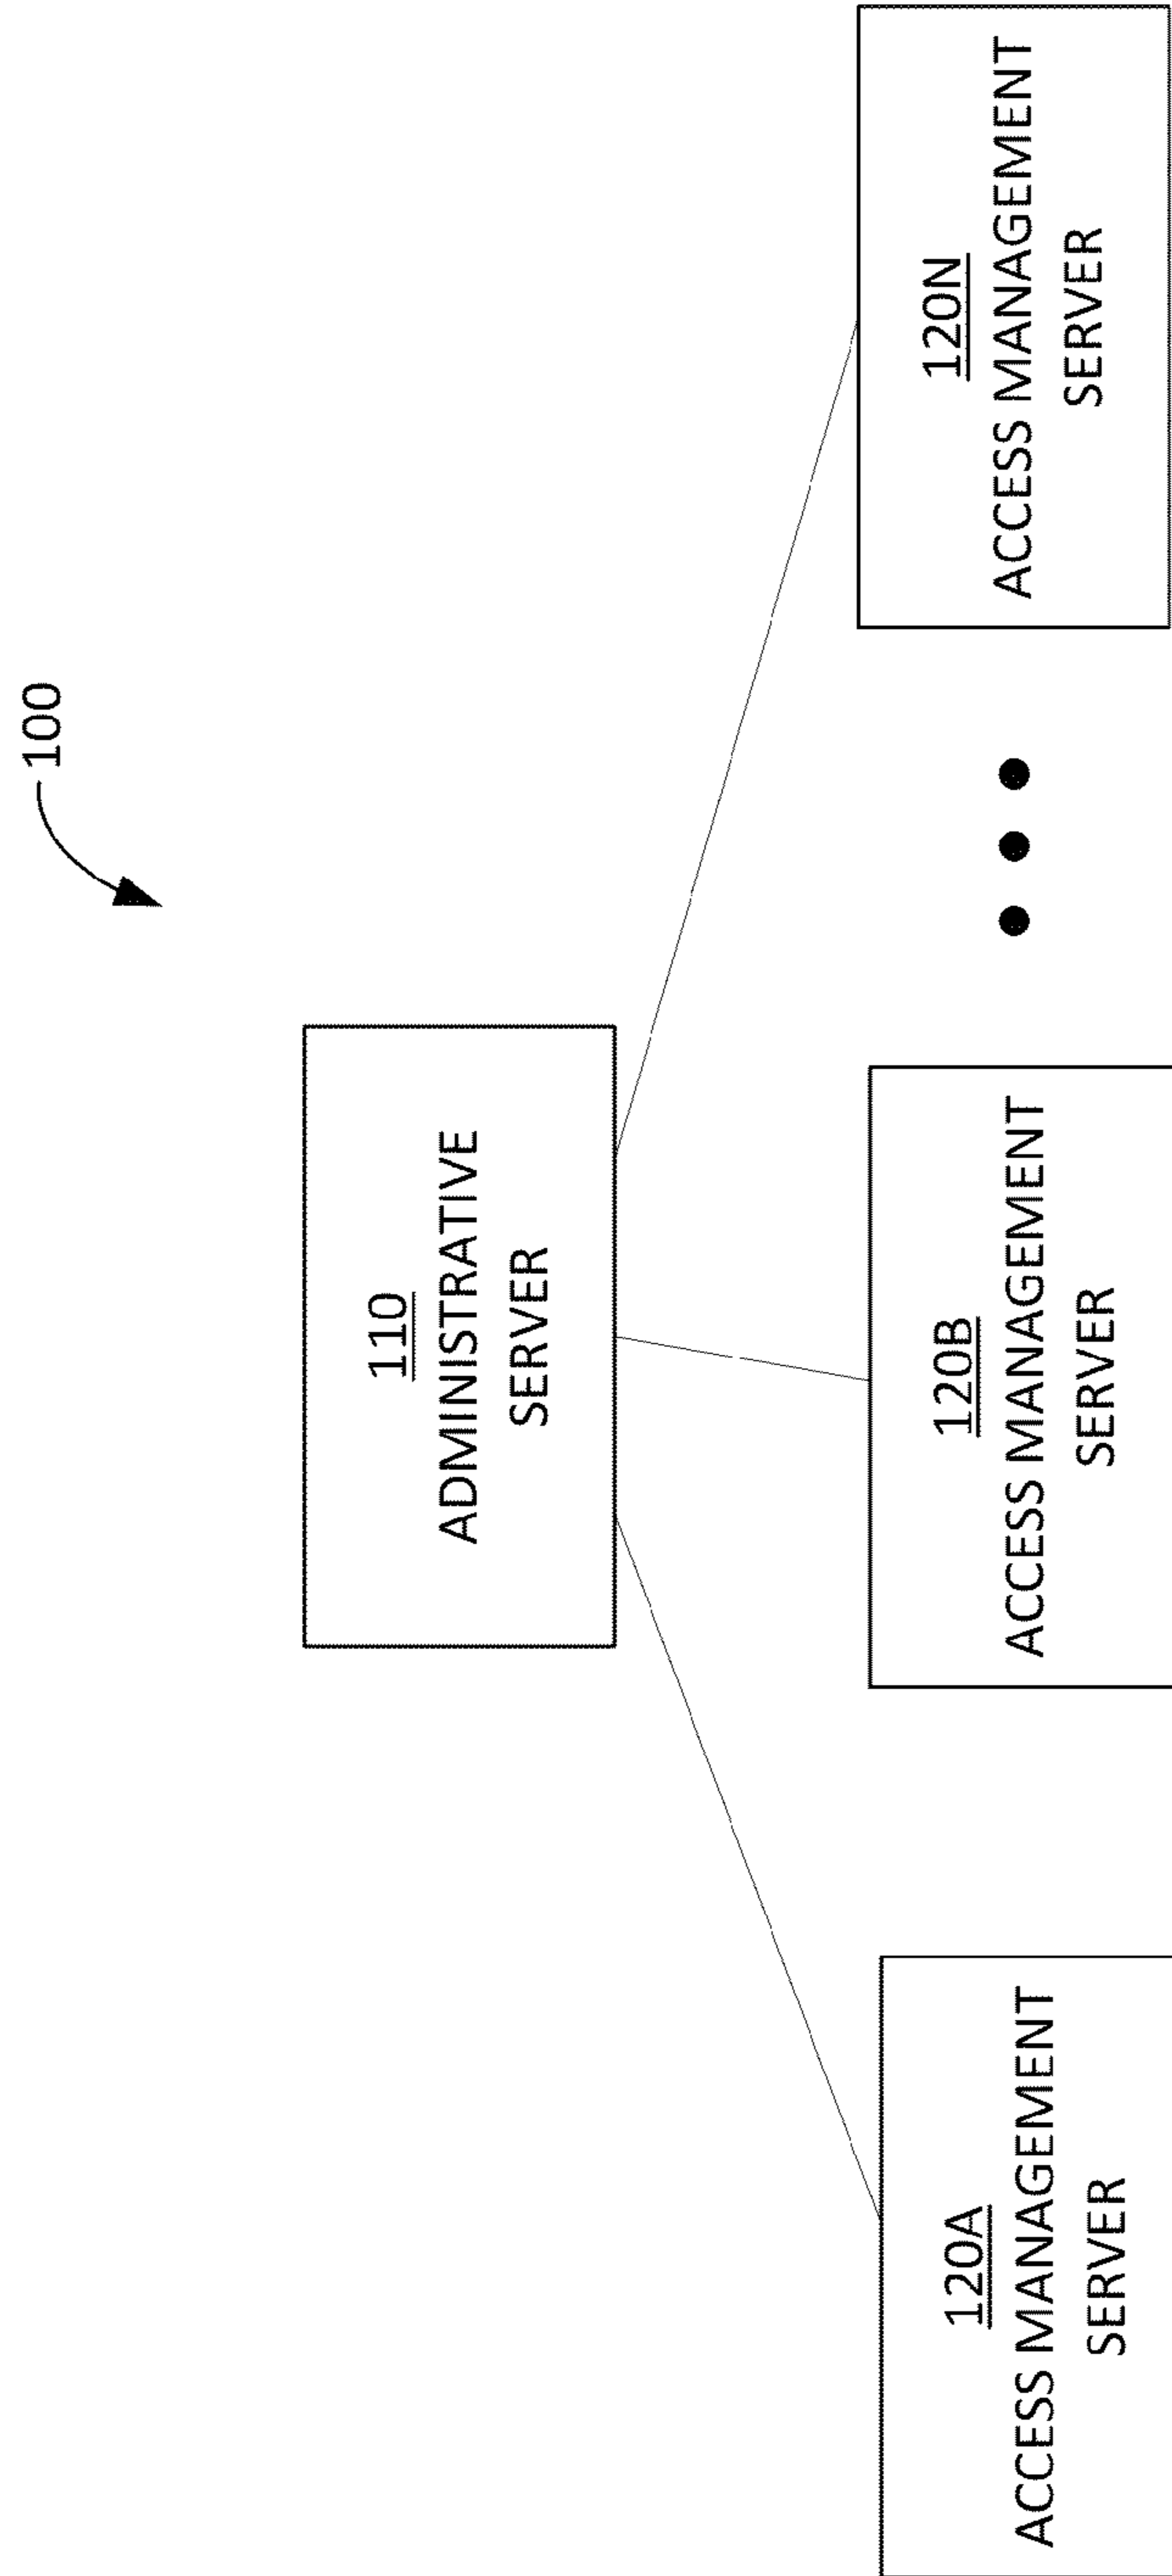 100
110
ADMINISTRATIVE
SERVER
120A
ACCESS MANAGEMENT
SERVER
120B
ACCESS MANAGEMENT
SERVER
120N
ACCESS MANAGEMENT
SERVER